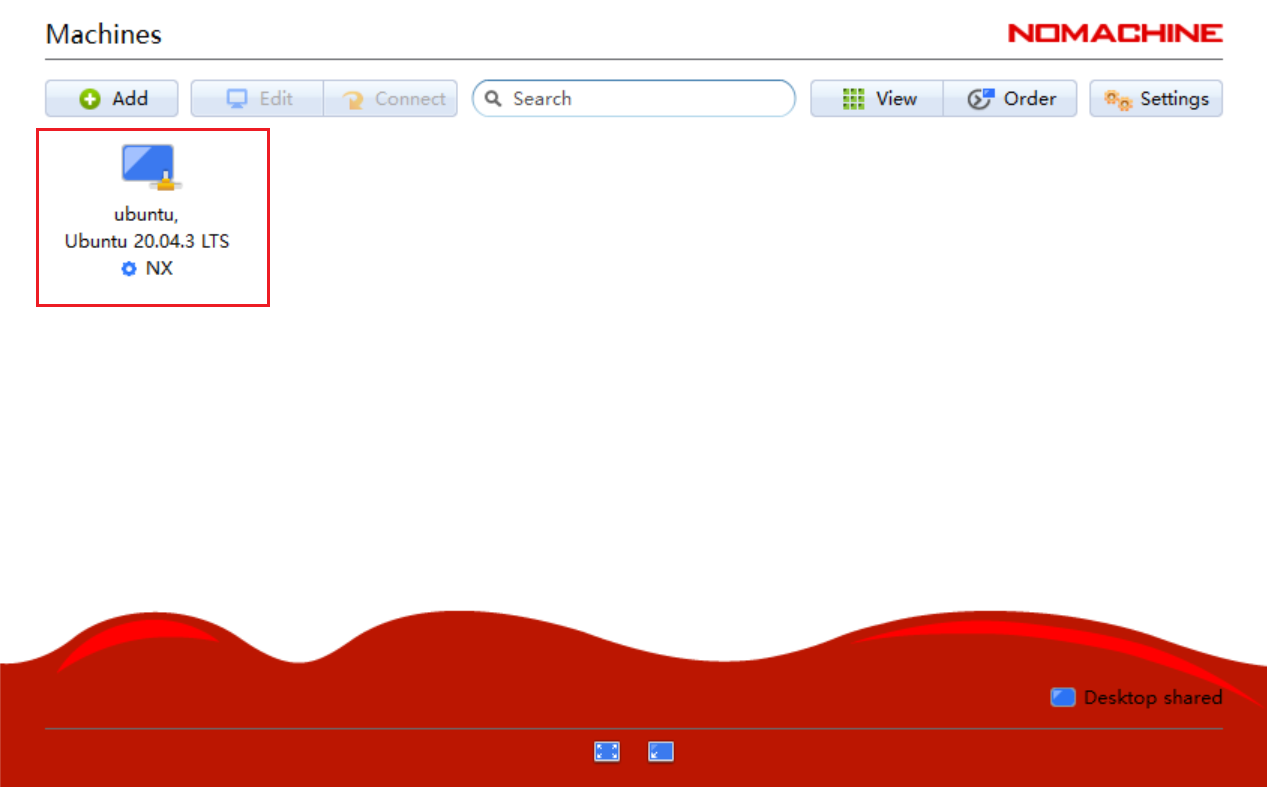 Machines
NOMACHINE
Add
Edit
Connect
Search
View
Order
Settings
ubuntu,
Ubuntu 20.04.3 LTS
NX
Desktop shared